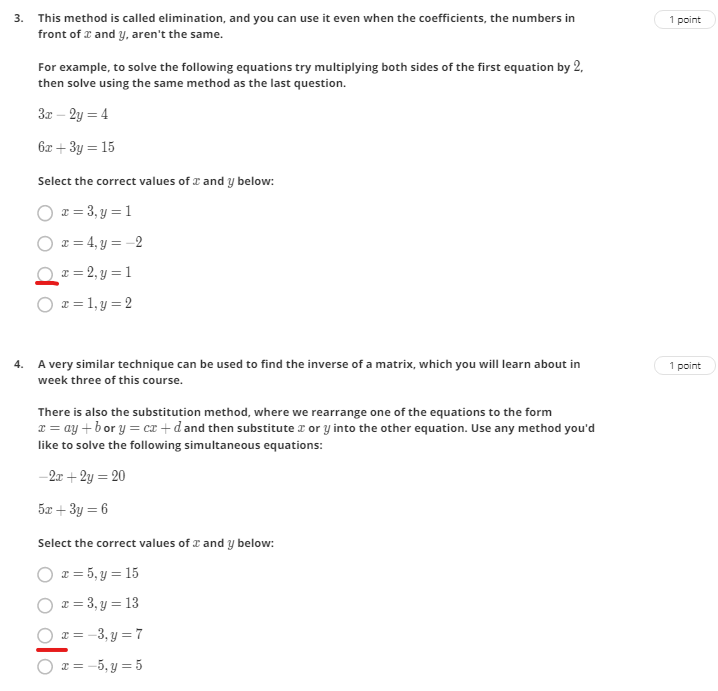 3. This method is called elimination, and you can use it even when the coefficients, the numbers in
1 point
front of x and y, aren't the same.
For example, to solve the following equations try multiplying both sides of the first equation by 2,
then solve using the same method as the last question.
3x − 2y = 4
6x + 3y = 15
Select the correct values of x and y below:
x = 3, y = 1
x = 4, y = −2
x = 2, y = 1
x = 1, y = 2
4. A very similar technique can be used to find the inverse of a matrix, which you will learn about in
1 point
week three of this course.
There is also the substitution method, where we rearrange one of the equations to the form
x = ay + b or y = cx + d and then substitute x or y into the other equation. Use any method you'd
like to solve the following simultaneous equations:
−2x + 2y = 20
5x + 3y = 6
Select the correct values of x and y below:
x = 5, y = 15
x = 3, y = 13
x = −3, y = 7
x = −5, y = 5